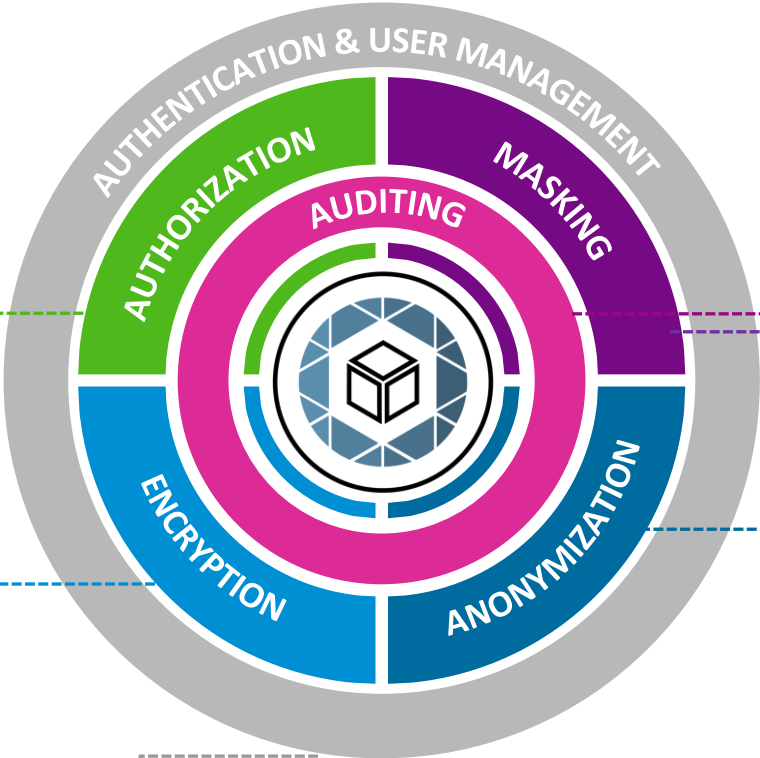 AUTHENTICATION & USER MANAGEMENT
AUTHORIZATION
MASKING
AUDITING
ENCRYPTION
ANONYMIZATION